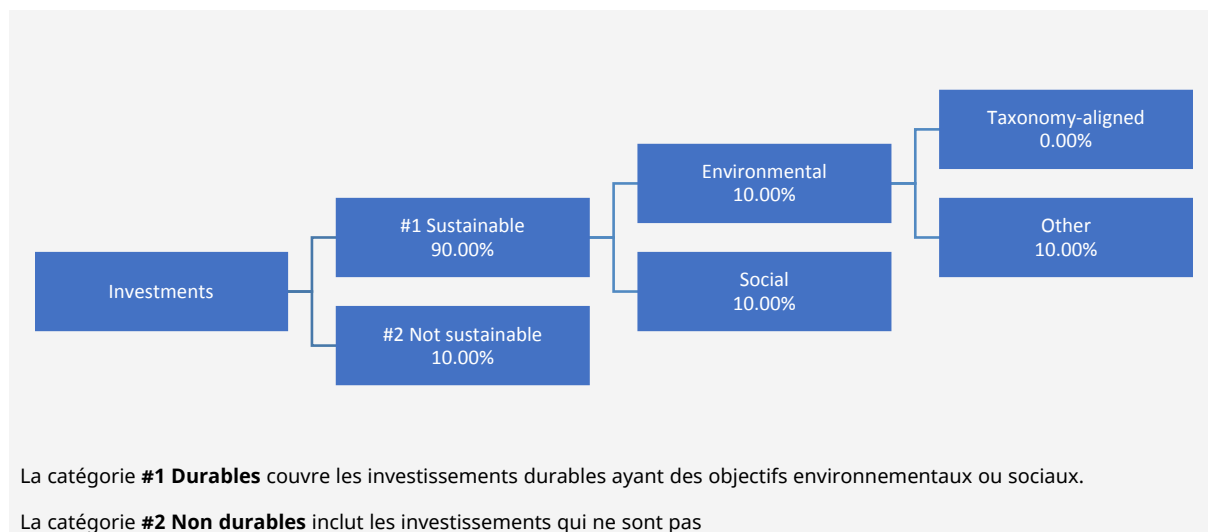 Investments
#1 Sustainable
90.00%
#2 Not sustainable
10.00%
Environmental
10.00%
Social
10.00%
Taxonomy-aligned
0.00%
Other
10.00%
La catégorie #1 Durables couvre les investissements durables ayant des objectifs environnementaux ou sociaux.
La catégorie #2 Non durables inclut les investissements qui ne sont pas